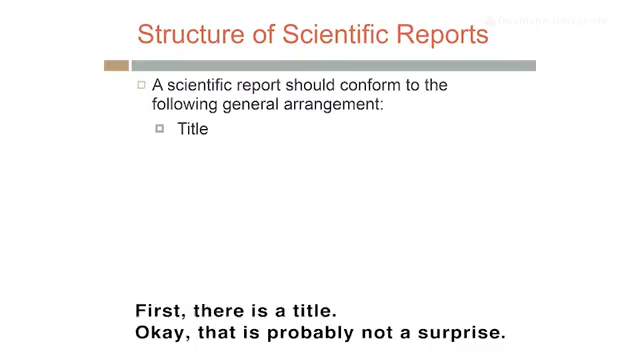 Structure of Scientific Reports
A scientific report should conform to the
following general arrangement:
Title
First, there is a title.
Okay, that is probably not a surprise.